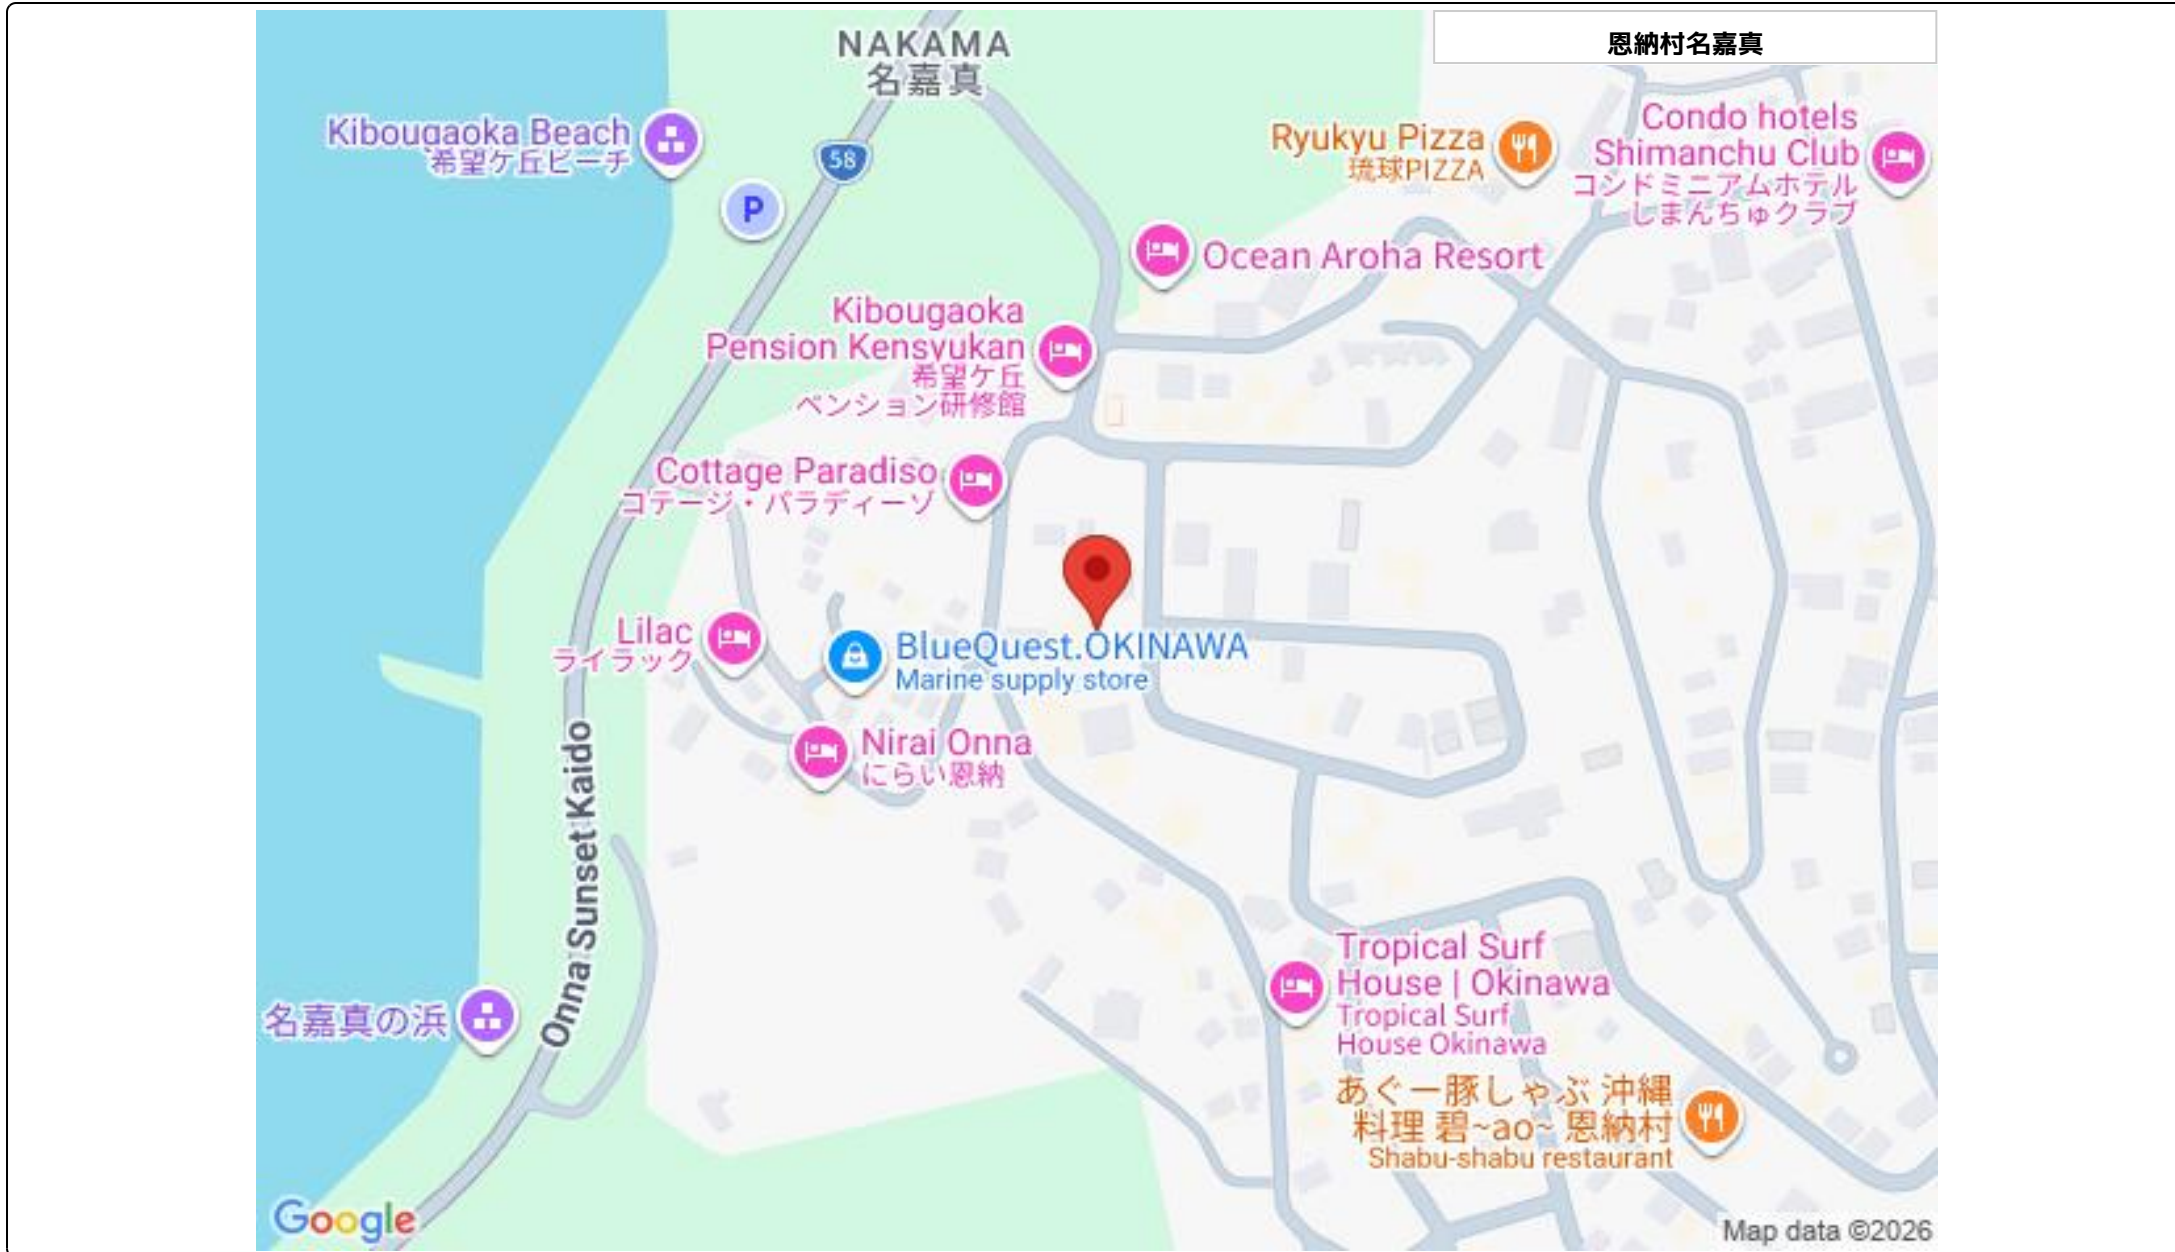 恩納村名嘉真
NAKAMA
名嘉真
58
Kibougaoka Beach
希望ケ丘ビーチ
P
Ryukyu Pizza
琉球PIZZA
Condo hotels
Shimanchu Club
コンドミニアムホテル
しまんちゅクラブ
Ocean Aroha Resort
Kibougaoka
Pension Kensyukan
希望ケ丘
ペンション研修館
Cottage Paradiso
コテージ・パラディーゾ
Lilac
ライラック
BlueQuest.OKINAWA
Marine supply store
Nirai Onna
にらい恩納
Onna Sunset Kaido
名嘉真の浜
Tropical Surf
House | Okinawa
Tropical Surf
House Okinawa
あぐー豚しゃぶ 沖縄
料理 碧~ao~ 恩納村
Shabu-shabu restaurant
Google
Map data ©2026